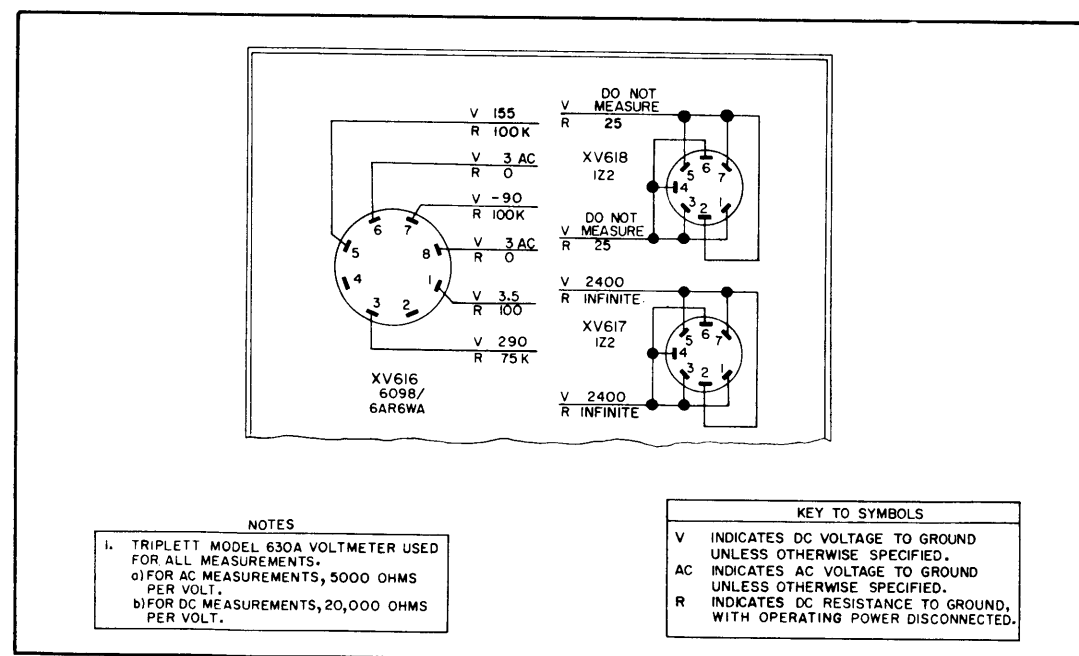 V 155
R 100K
V 3 AC
R 0
V -90
R 100K
V 3 AC
R 0
V 3.5
R 100
V 290
R 75K
5
6
7
8
4
1
3
2
XV616
6098/
6AR6WA
DO NOT
V MEASURE
R 25
XV618
1Z2
DO NOT
V MEASURE
R 25
5
6
7
4
3
2
1
V 2400
R INFINITE.
XV617
1Z2
V 2400
R INFINITE
5
6
7
4
3
2
1
NOTES
1. TRIPLETT MODEL 630A VOLTMETER USED
FOR ALL MEASUREMENTS.
a) FOR AC MEASUREMENTS, 5000 OHMS
PER VOLT.
b) FOR DC MEASUREMENTS, 20,000 OHMS
PER VOLT.
KEY TO SYMBOLS
V INDICATES DC VOLTAGE TO GROUND
UNLESS OTHERWISE SPECIFIED.
AC INDICATES AC VOLTAGE TO GROUND
UNLESS OTHERWISE SPECIFIED.
R INDICATES DC RESISTANCE TO GROUND,
WITH OPERATING POWER DISCONNECTED.